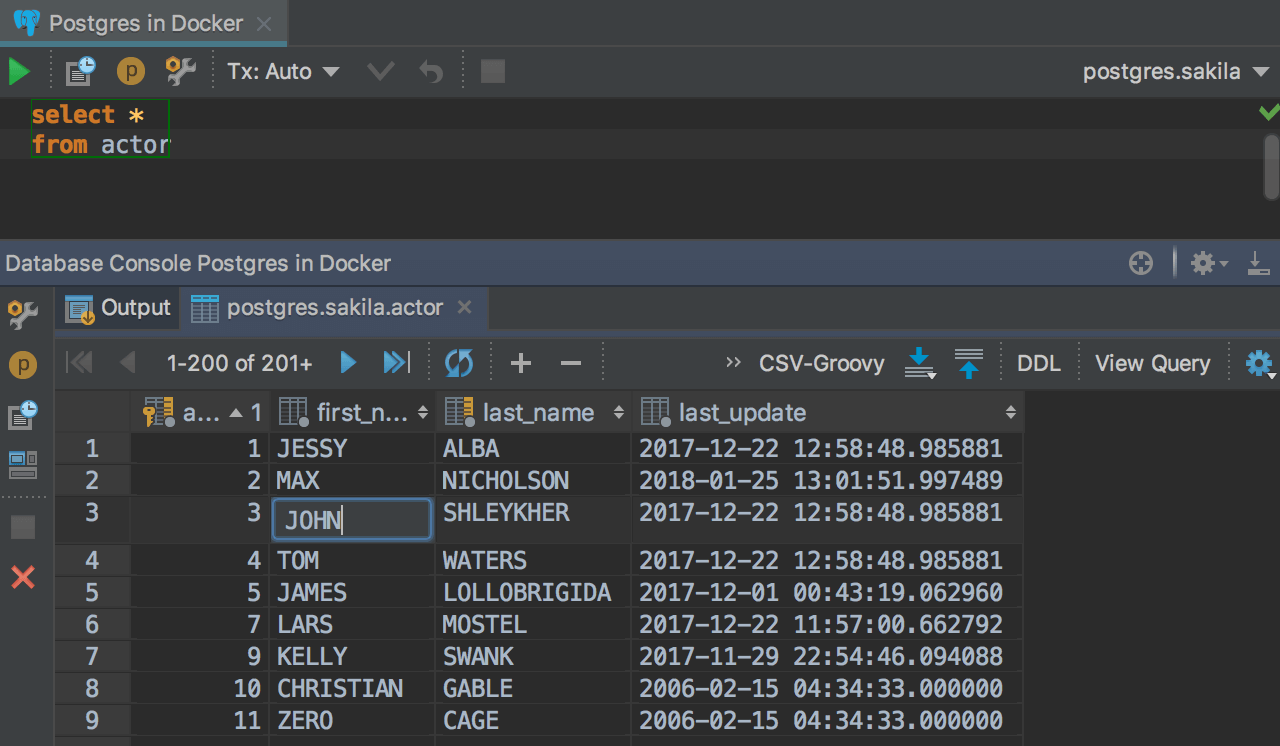 Postgres in Docker
p Tx: Auto postgres.sakila
select *
from actor
Database Console Postgres in Docker
Output postgres.sakila.actor
p 1-200 of 201+ >> CSV-Groovy DDL View Query
a... 1 first_n... last_name last_update
1 1 JESSY ALBA 2017-12-22 12:58:48.985881
2 2 MAX NICHOLSON 2018-01-25 13:01:51.997489
3 3 JOHN SHLEYKHER 2017-12-22 12:58:48.985881
4 4 TOM WATERS 2017-12-22 12:58:48.985881
5 5 JAMES LOLLOBRIGIDA 2017-12-01 00:43:19.062960
6 7 LARS MOSTEL 2017-12-22 11:57:00.662792
7 9 KELLY SWANK 2017-11-29 22:54:46.094088
8 10 CHRISTIAN GABLE 2006-02-15 04:34:33.000000
9 11 ZERO CAGE 2006-02-15 04:34:33.000000